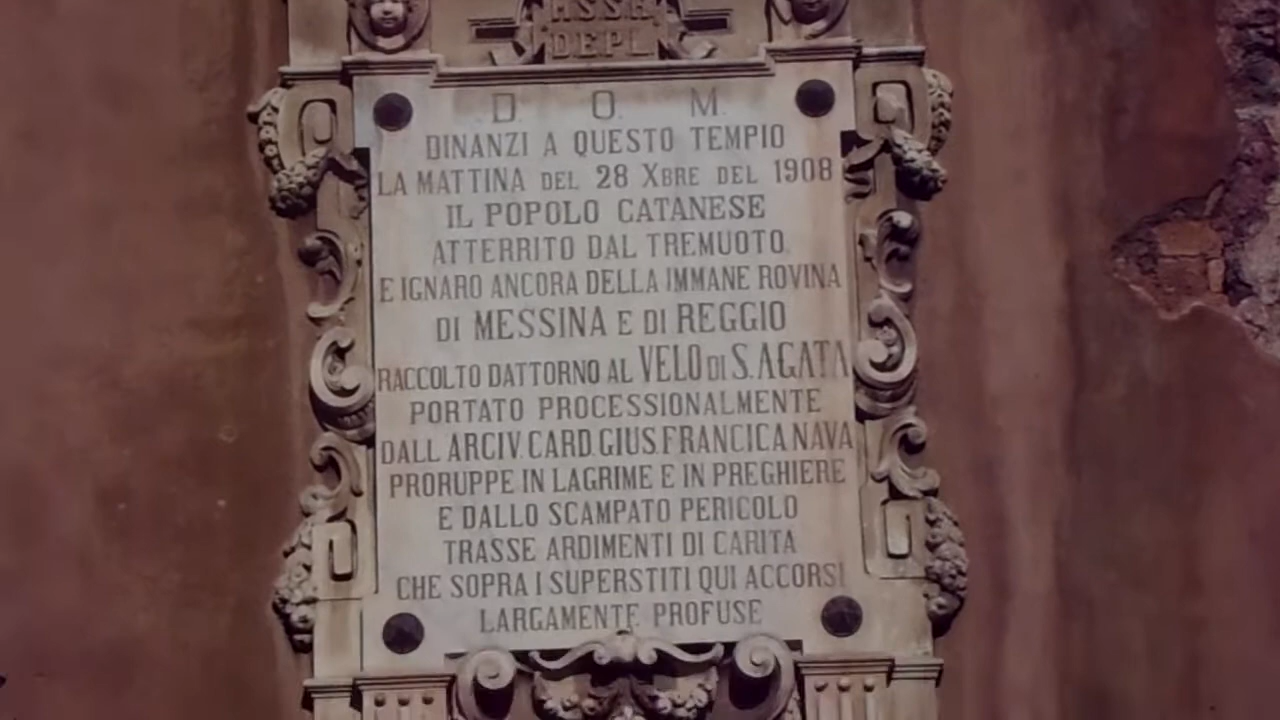 D. O. M.
DINANZI A QUESTO TEMPIO
LA MATTINA DEL 28 XBRE DEL 1908
IL POPOLO CATANESE
ATTERRITO DAL TREMUOTO
E IGNARO ANCORA DELLA IMMANE ROVINA
DI MESSINA E DI REGGIO
RACCOLTO DATTORNO AL VELO DI S. AGATA
PORTATO PROCESSIONALMENTE
DALL ARCIV. CARD. GIUS. FRANCICA NAVA
PRORUPPE IN LAGRIME E IN PREGHIERE
E DALLO SCAMPATO PERICOLO
TRASSE ARDIMENTI DI CARITA
CHE SOPRA I SUPERSTITI QUI ACCORSI
LARGAMENTE PROFUSE